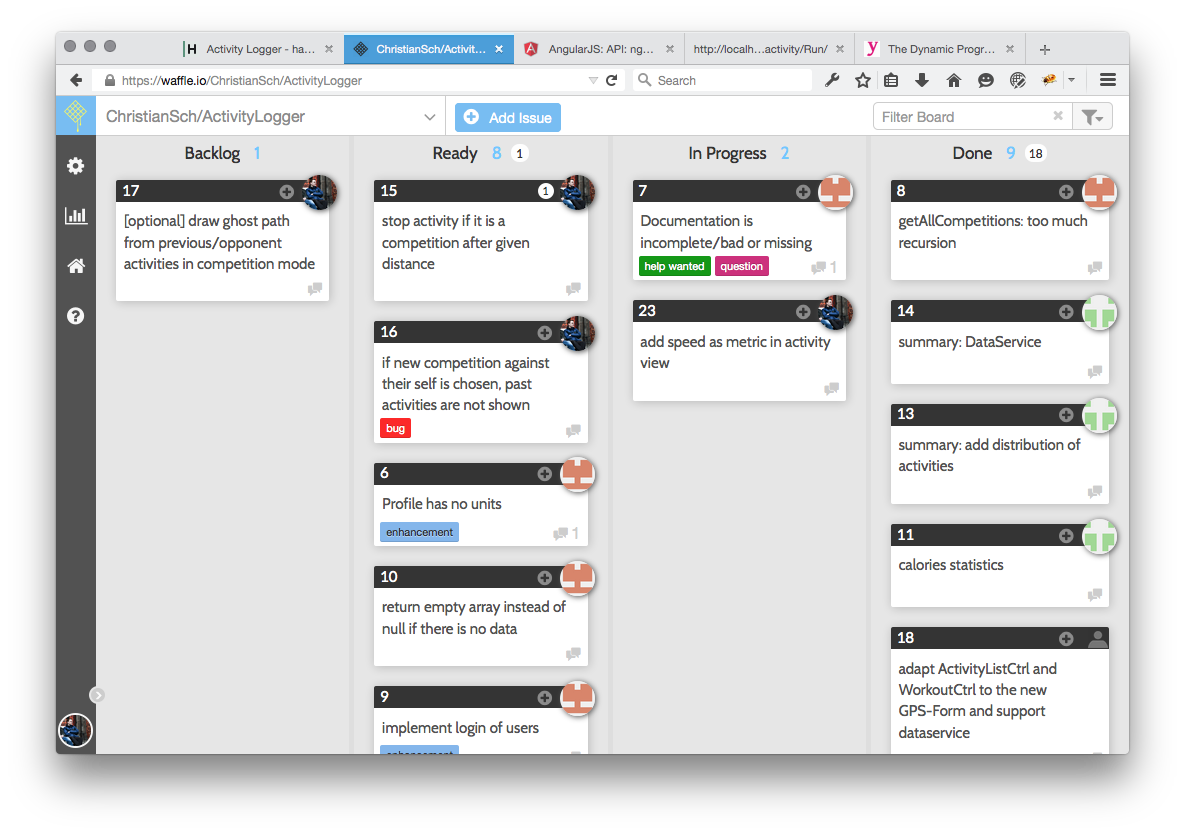 Activity Logger - ha...
ChristianSch/Activit...
AngularJS: API: ng...
http://localh...activity/Run/
The Dynamic Progr...
https://waffle.io/ChristianSch/ActivityLogger
Search
ChristianSch/ActivityLogger
Add Issue
Filter Board
Backlog 1
17
[optional] draw ghost path
from previous/opponent
activities in competition mode
Ready 8 1
15 1
stop activity if it is a
competition after given
distance
16
if new competition against
their self is chosen, past
activities are not shown
bug
6
Profile has no units
enhancement 1
10
return empty array instead of
null if there is no data
9
implement login of users
enhancement
In Progress 2
7
Documentation is
incomplete/bad or missing
help wanted question 1
23
add speed as metric in activity
view
Done 9 18
8
getAllCompetitions: too much
recursion
14
summary: DataService
13
summary: add distribution of
activities
11
calories statistics
18
adapt ActivityListCtrl and
WorkoutCtrl to the new
GPS-Form and support
dataservice